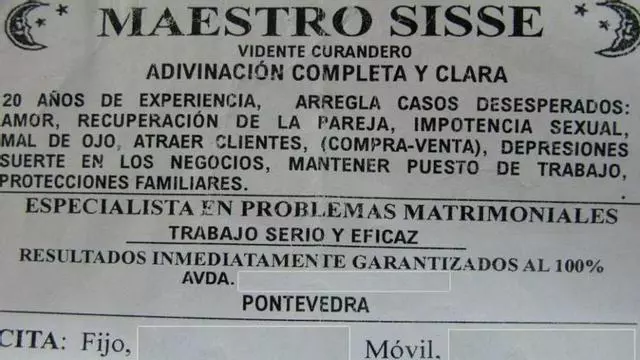 MAESTRO SISSE
VIDENTE CURANDERO
ADIVINACIÓN COMPLETA Y CLARA
20 AÑOS DE EXPERIENCIA, ARREGLA CASOS DESESPERADOS:
AMOR, RECUPERACIÓN DE LA PAREJA, IMPOTENCIA SEXUAL,
MAL DE OJO, ATRAER CLIENTES, (COMPRA-VENTA), DEPRESIONES
SUERTE EN LOS NEGOCIOS, MANTENER PUESTO DE TRABAJO,
PROTECCIONES FAMILIARES.
ESPECIALISTA EN PROBLEMAS MATRIMONIALES
TRABAJO SERIO Y EFICAZ
RESULTADOS INMEDIATAMENTE GARANTIZADOS AL 100%
AVDA.
PONTEVEDRA
CITA: Fijo, Móvil,